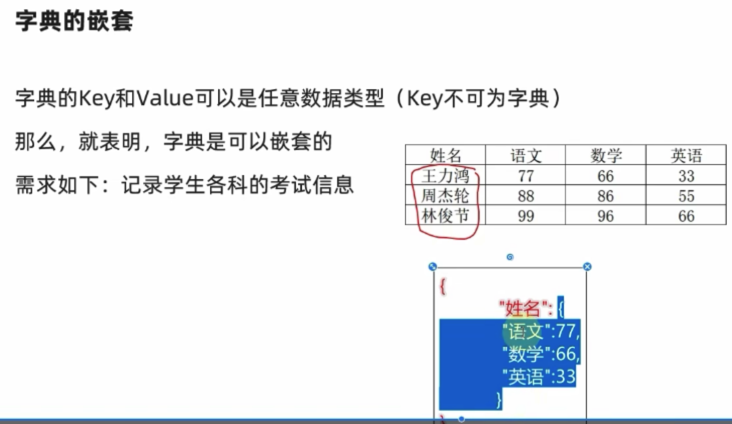 字典的嵌套
字典的Key和Value可以是任意数据类型（Key不可为字典）
那么，就表明，字典是可以嵌套的
需求如下：记录学生各科的考试信息
姓名 语文 数学 英语
王力鸿 77 66 33
周杰轮 88 86 55
林俊节 99 96 66
{
"姓名": {
"语文":77,
"数学":66,
"英语":33
}
}